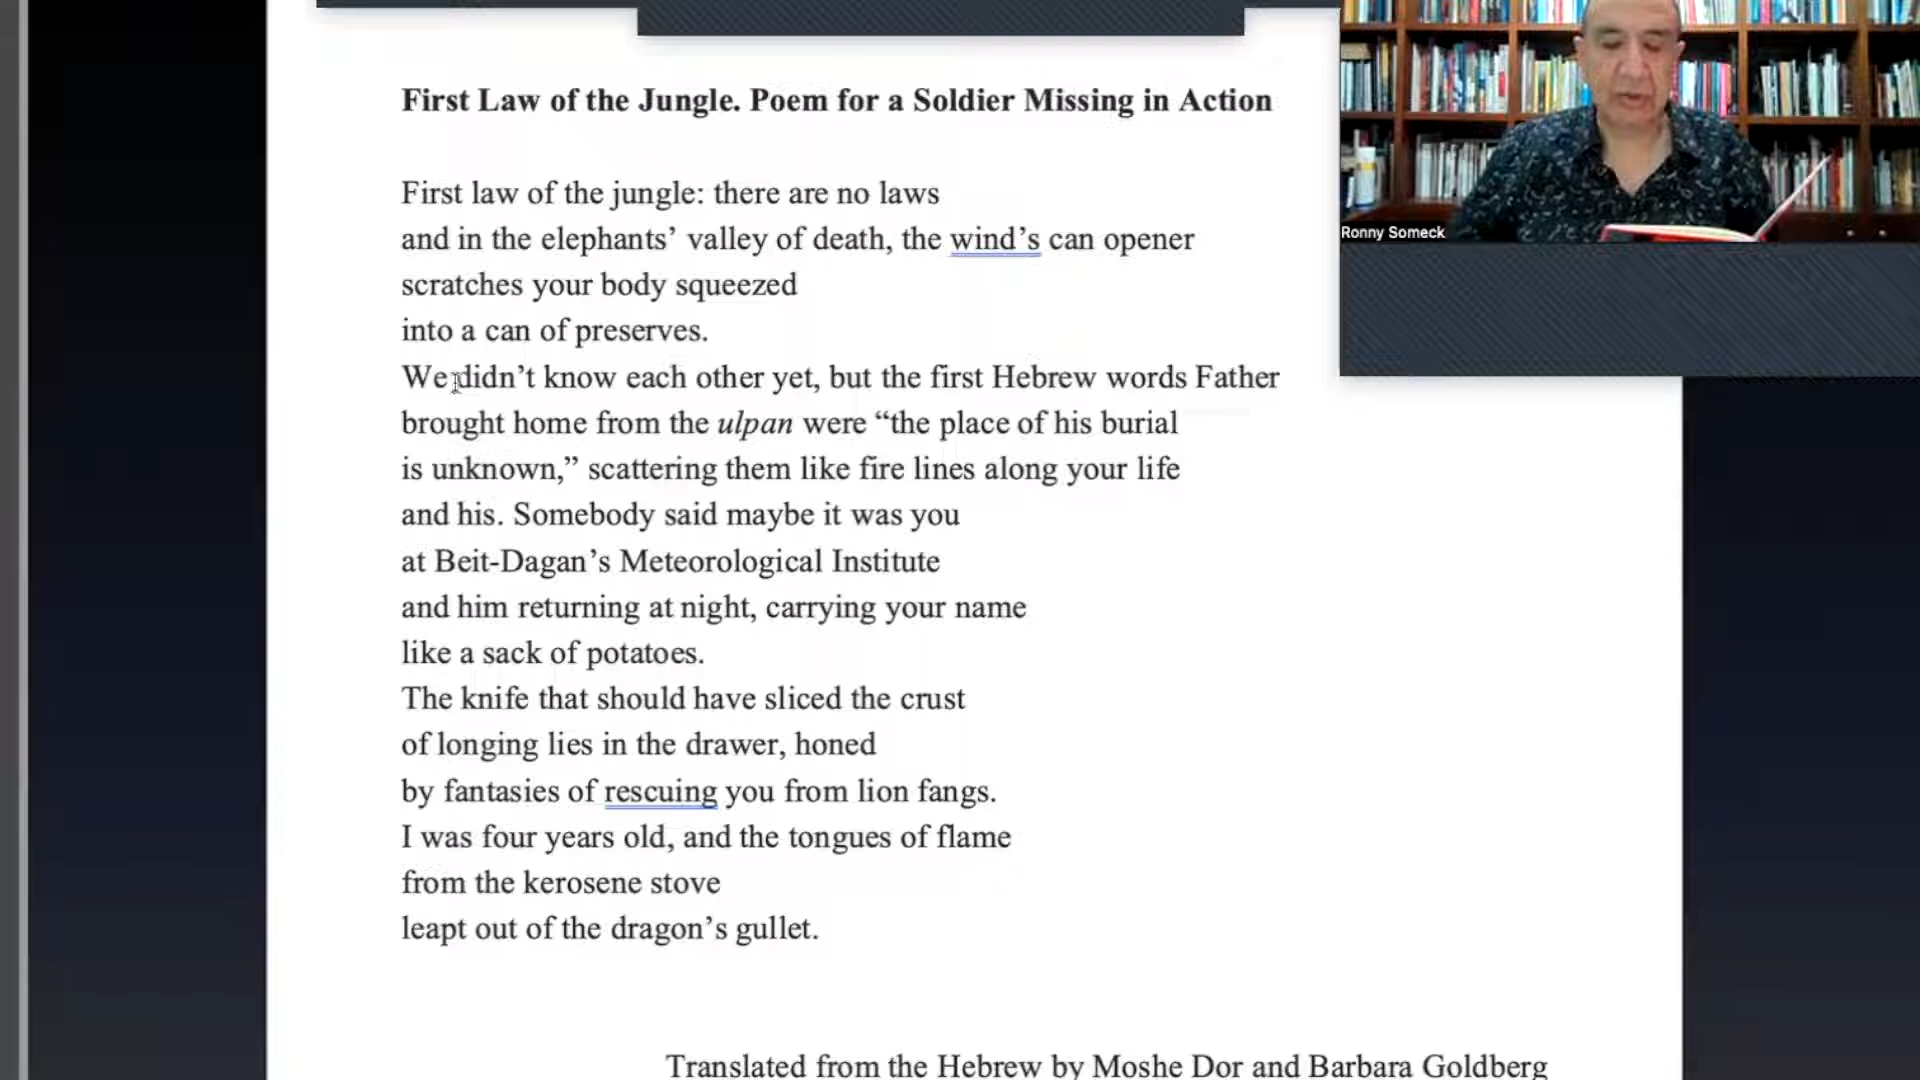 First Law of the Jungle. Poem for a Soldier Missing in Action
First law of the jungle: there are no laws
and in the elephants’ valley of death, the wind’s can opener
scratches your body squeezed
into a can of preserves.
We didn’t know each other yet, but the first Hebrew words Father
brought home from the ulpan were “the place of his burial
is unknown,” scattering them like fire lines along your life
and his. Somebody said maybe it was you
at Beit-Dagan’s Meteorological Institute
and him returning at night, carrying your name
like a sack of potatoes.
The knife that should have sliced the crust
of longing lies in the drawer, honed
by fantasies of rescuing you from lion fangs.
I was four years old, and the tongues of flame
from the kerosene stove
leapt out of the dragon’s gullet.
Translated from the Hebrew by Moshe Dor and Barbara Goldberg
Ronny Someck